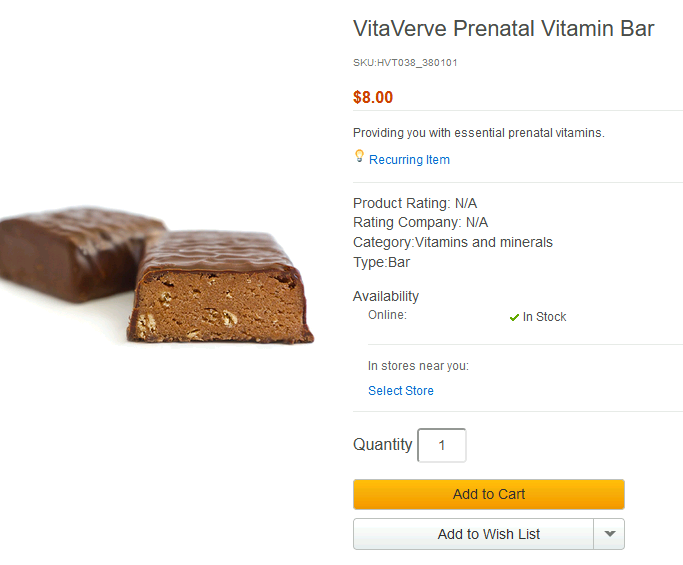 VitaVerve Prenatal Vitamin Bar
SKU:HVT038_380101
$8.00
Providing you with essential prenatal vitamins.
Recurring Item
Product Rating: N/A
Rating Company: N/A
Category:Vitamins and minerals
Type:Bar
Availability
Online:
In Stock
In stores near you:
Select Store
Quantity 1
Add to Cart
Add to Wish List